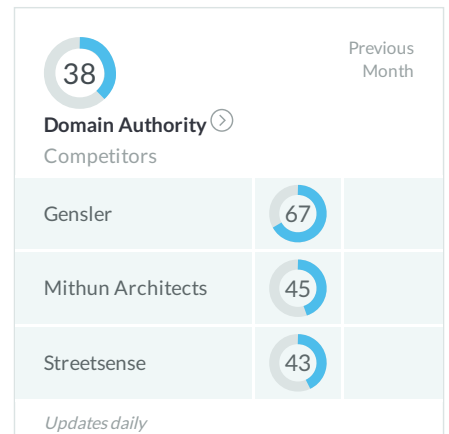 38
Previous
Month
Domain Authority
Competitors
Gensler 67
Mithun Architects 45
Streetsense 43
Updates daily